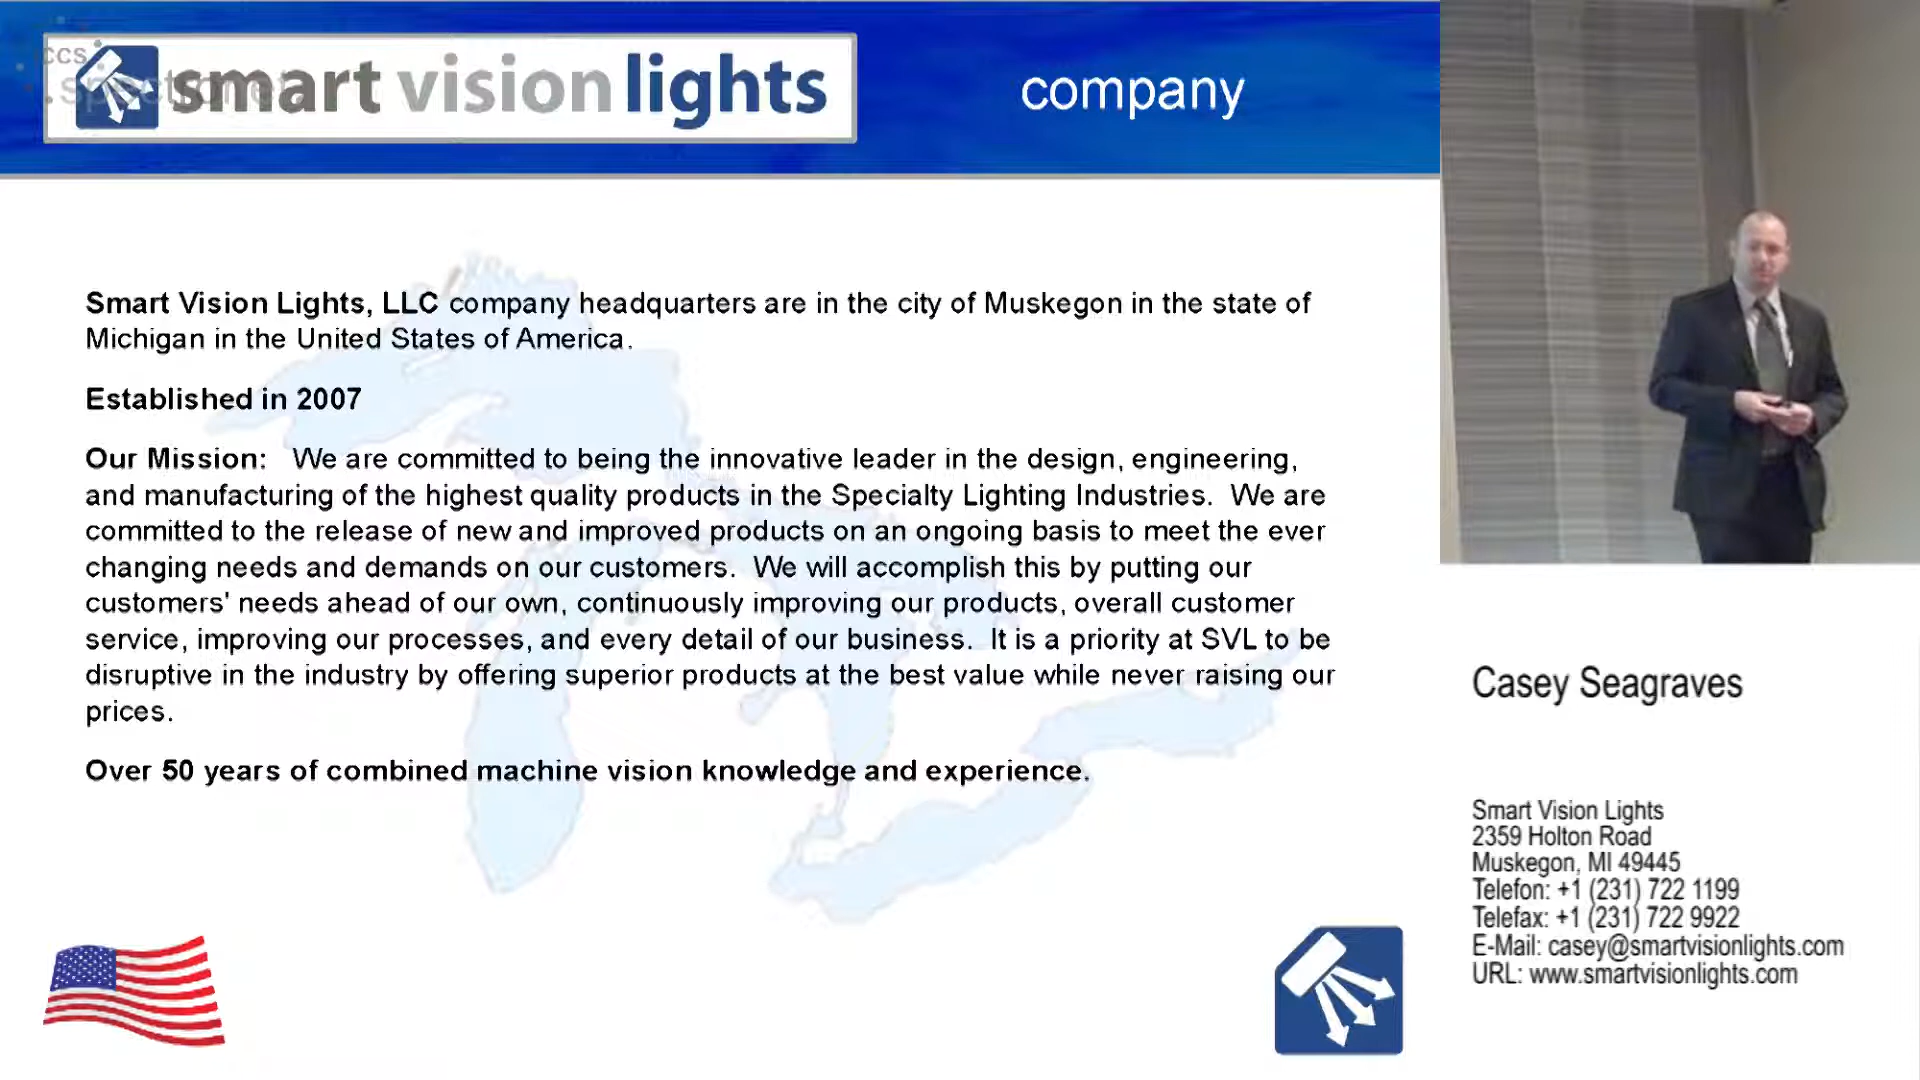 ccs
spectronet
smart vision lights
company
Smart Vision Lights, LLC company headquarters are in the city of Muskegon in the state of
Michigan in the United States of America.
Established in 2007
Our Mission:   We are committed to being the innovative leader in the design, engineering,
and manufacturing of the highest quality products in the Specialty Lighting Industries.  We are
committed to the release of new and improved products on an ongoing basis to meet the ever
changing needs and demands on our customers.  We will accomplish this by putting our
customers' needs ahead of our own, continuously improving our products, overall customer
service, improving our processes, and every detail of our business.  It is a priority at SVL to be
disruptive in the industry by offering superior products at the best value while never raising our
prices.
Over 50 years of combined machine vision knowledge and experience.
Casey Seagraves
Smart Vision Lights
2359 Holton Road
Muskegon, MI 49445
Telefon: +1 (231) 722 1199
Telefax: +1 (231) 722 9922
E-Mail: casey@smartvisionlights.com
URL: www.smartvisionlights.com